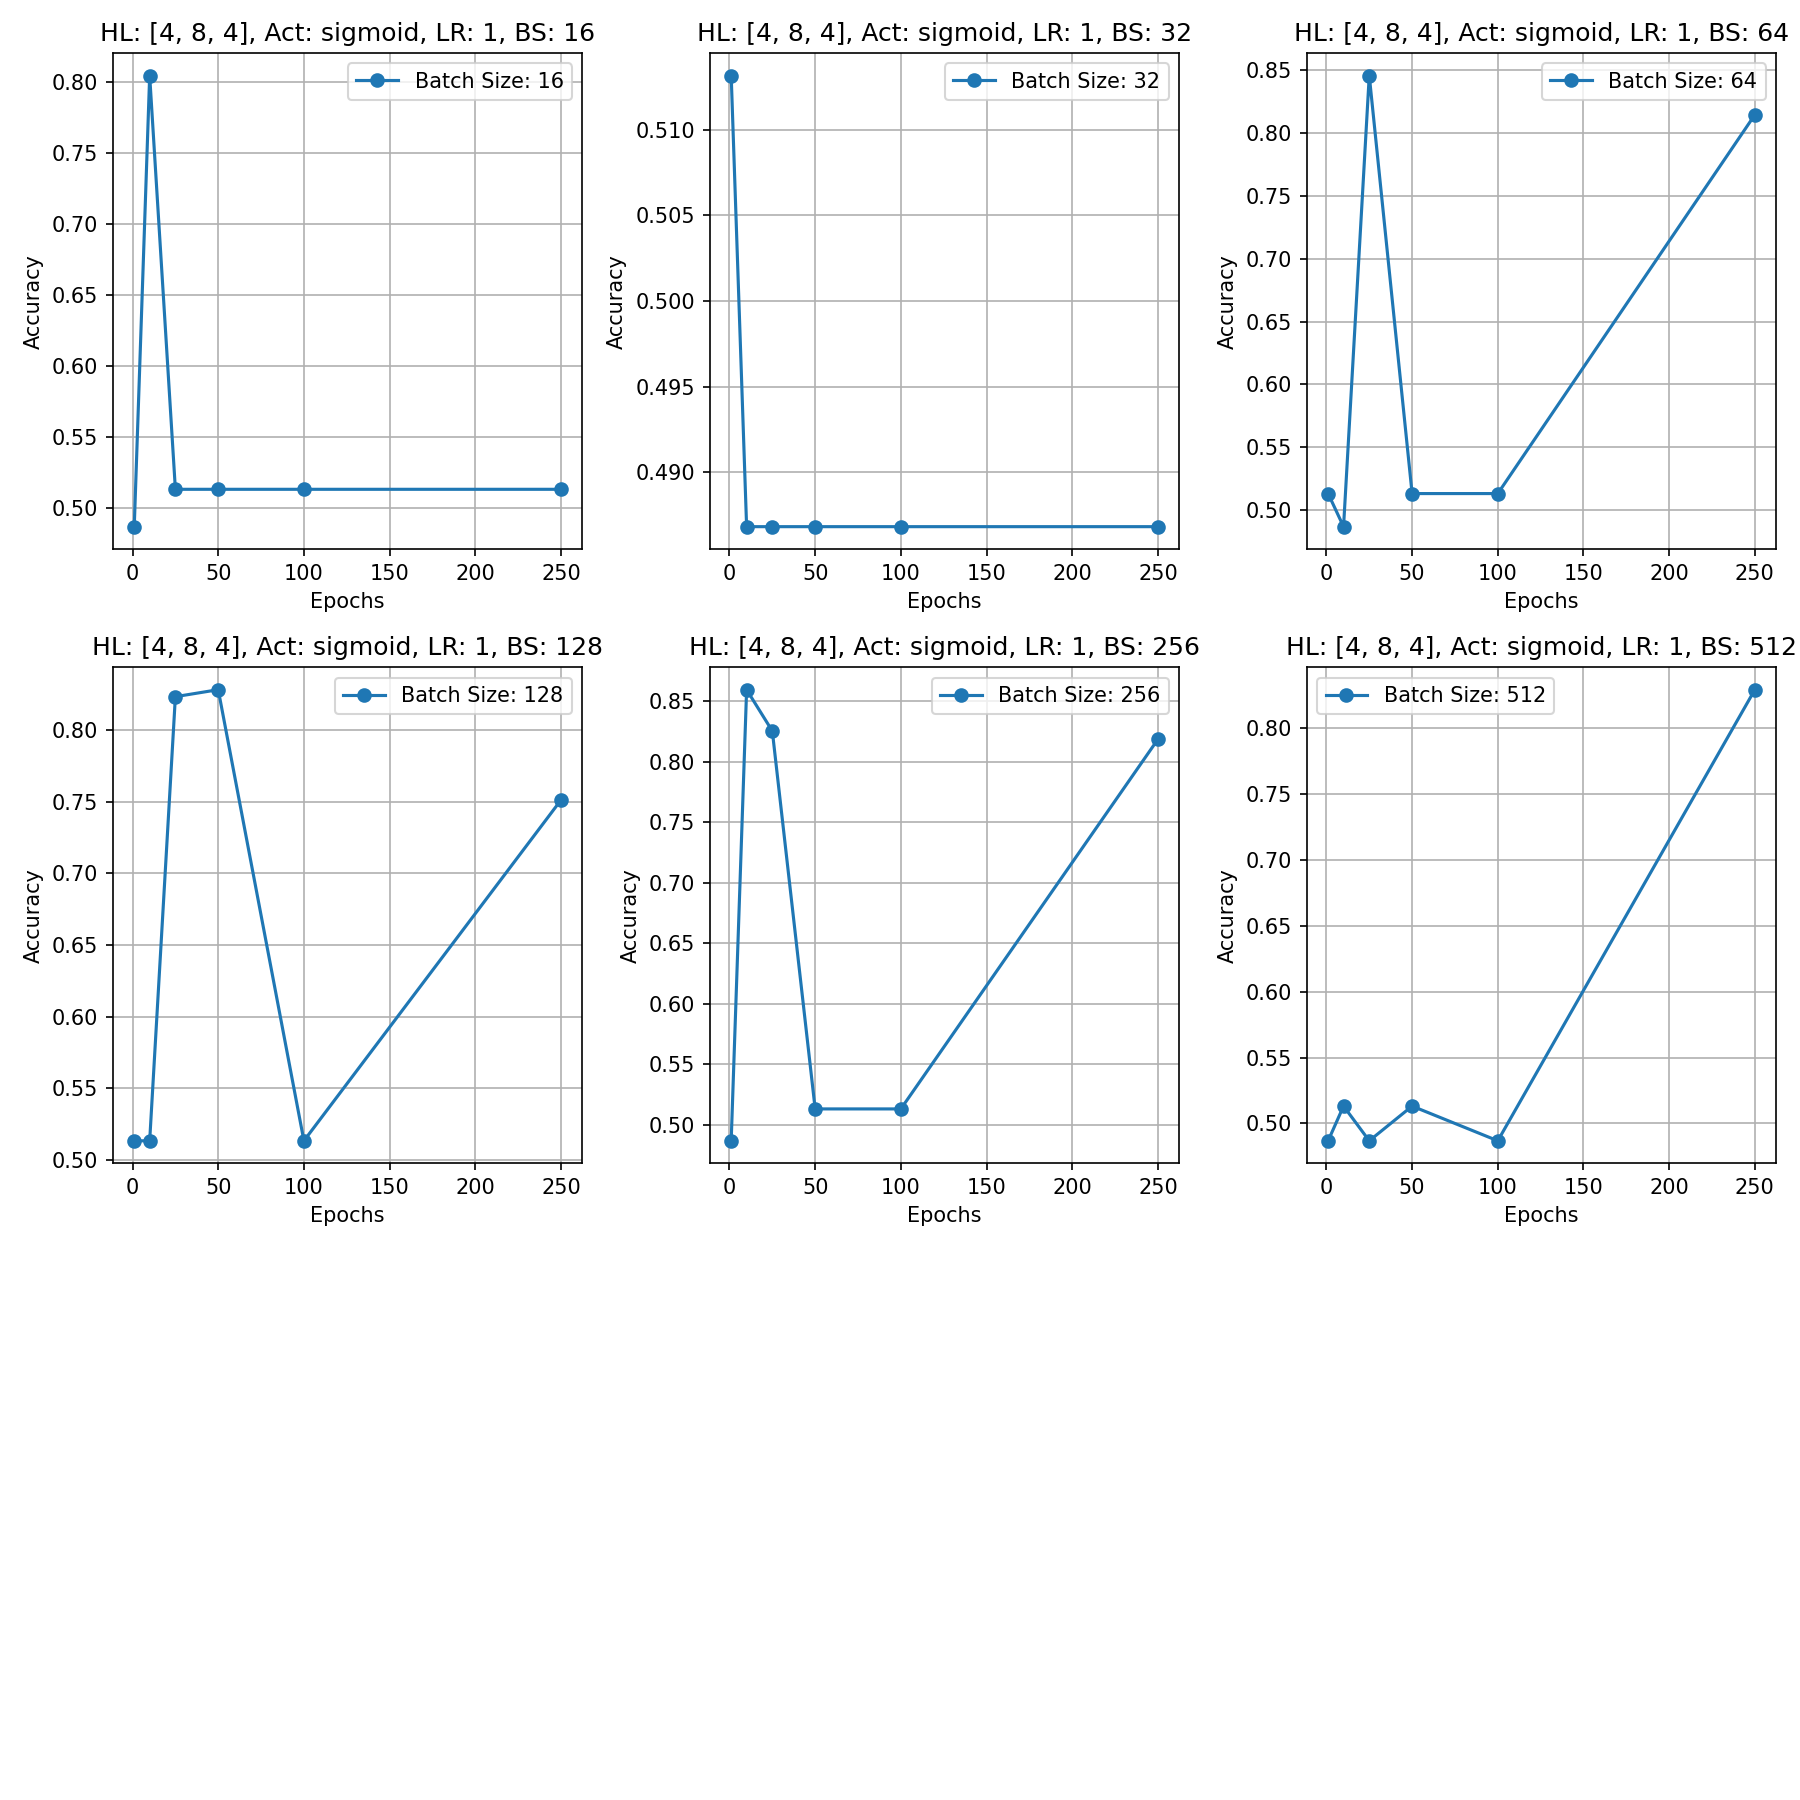 HL: [4, 8, 4], Act: sigmoid, LR: 1, BS: 16
Batch Size: 16
0.80
0.75
0.70
0.65
0.60
0.55
0.50
Accuracy
0 50 100 150 200 250
Epochs
HL: [4, 8, 4], Act: sigmoid, LR: 1, BS: 32
Batch Size: 32
0.510
0.505
0.500
0.495
0.490
Accuracy
0 50 100 150 200 250
Epochs
HL: [4, 8, 4], Act: sigmoid, LR: 1, BS: 64
Batch Size: 64
0.85
0.80
0.75
0.70
0.65
0.60
0.55
0.50
Accuracy
0 50 100 150 200 250
Epochs
HL: [4, 8, 4], Act: sigmoid, LR: 1, BS: 128
Batch Size: 128
0.80
0.75
0.70
0.65
0.60
0.55
0.50
Accuracy
0 50 100 150 200 250
Epochs
HL: [4, 8, 4], Act: sigmoid, LR: 1, BS: 256
Batch Size: 256
0.85
0.80
0.75
0.70
0.65
0.60
0.55
0.50
Accuracy
0 50 100 150 200 250
Epochs
HL: [4, 8, 4], Act: sigmoid, LR: 1, BS: 512
Batch Size: 512
0.80
0.75
0.70
0.65
0.60
0.55
0.50
Accuracy
0 50 100 150 200 250
Epochs